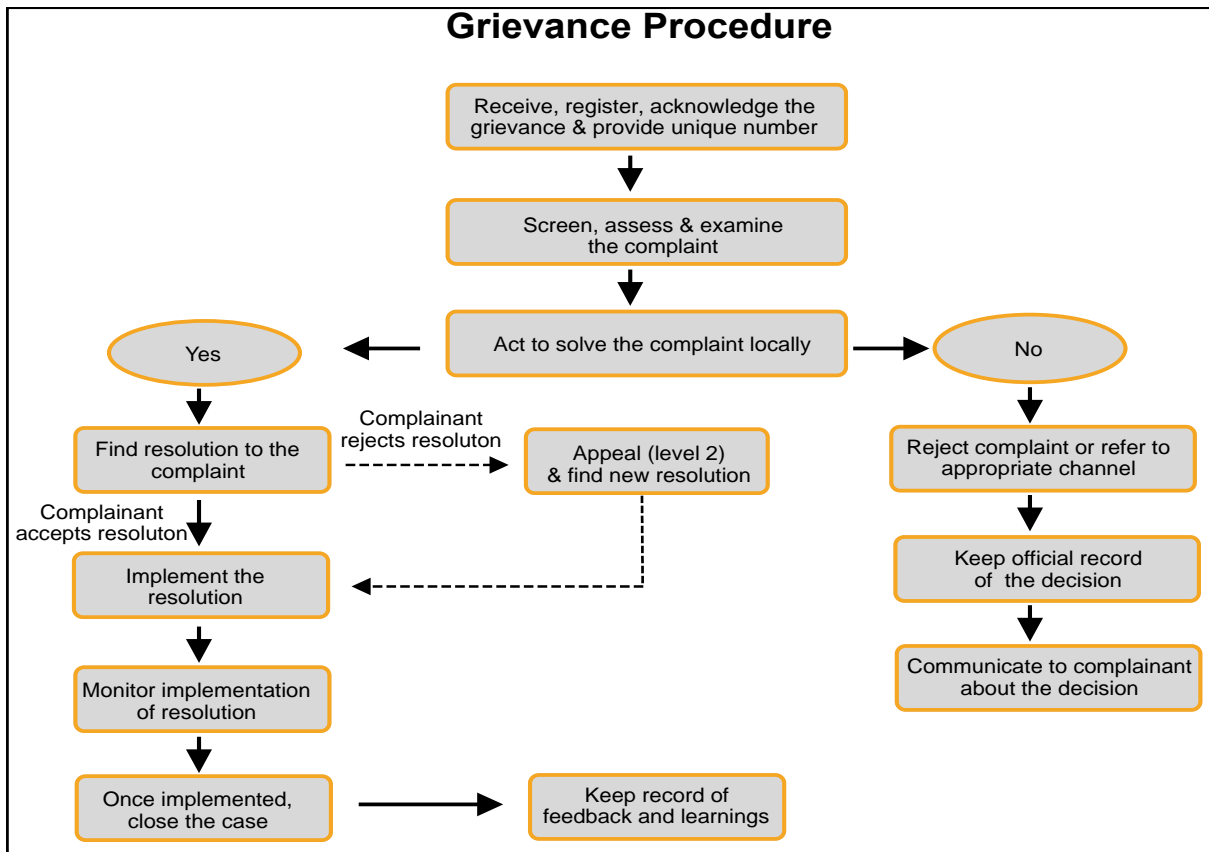 Grievance Procedure
Receive, register, acknowledge the
grievance & provide unique number
Screen, assess & examine
the complaint
Act to solve the complaint locally
Yes
No
Find resolution to the
complaint
Complainant
rejects resoluton
Appeal (level 2)
& find new resolution
Reject complaint or refer to
appropriate channel
Complainant
accepts resoluton
Implement the
resolution
Keep official record
of the decision
Monitor implementation
of resolution
Communicate to complainant
about the decision
Once implemented,
close the case
Keep record of
feedback and learnings